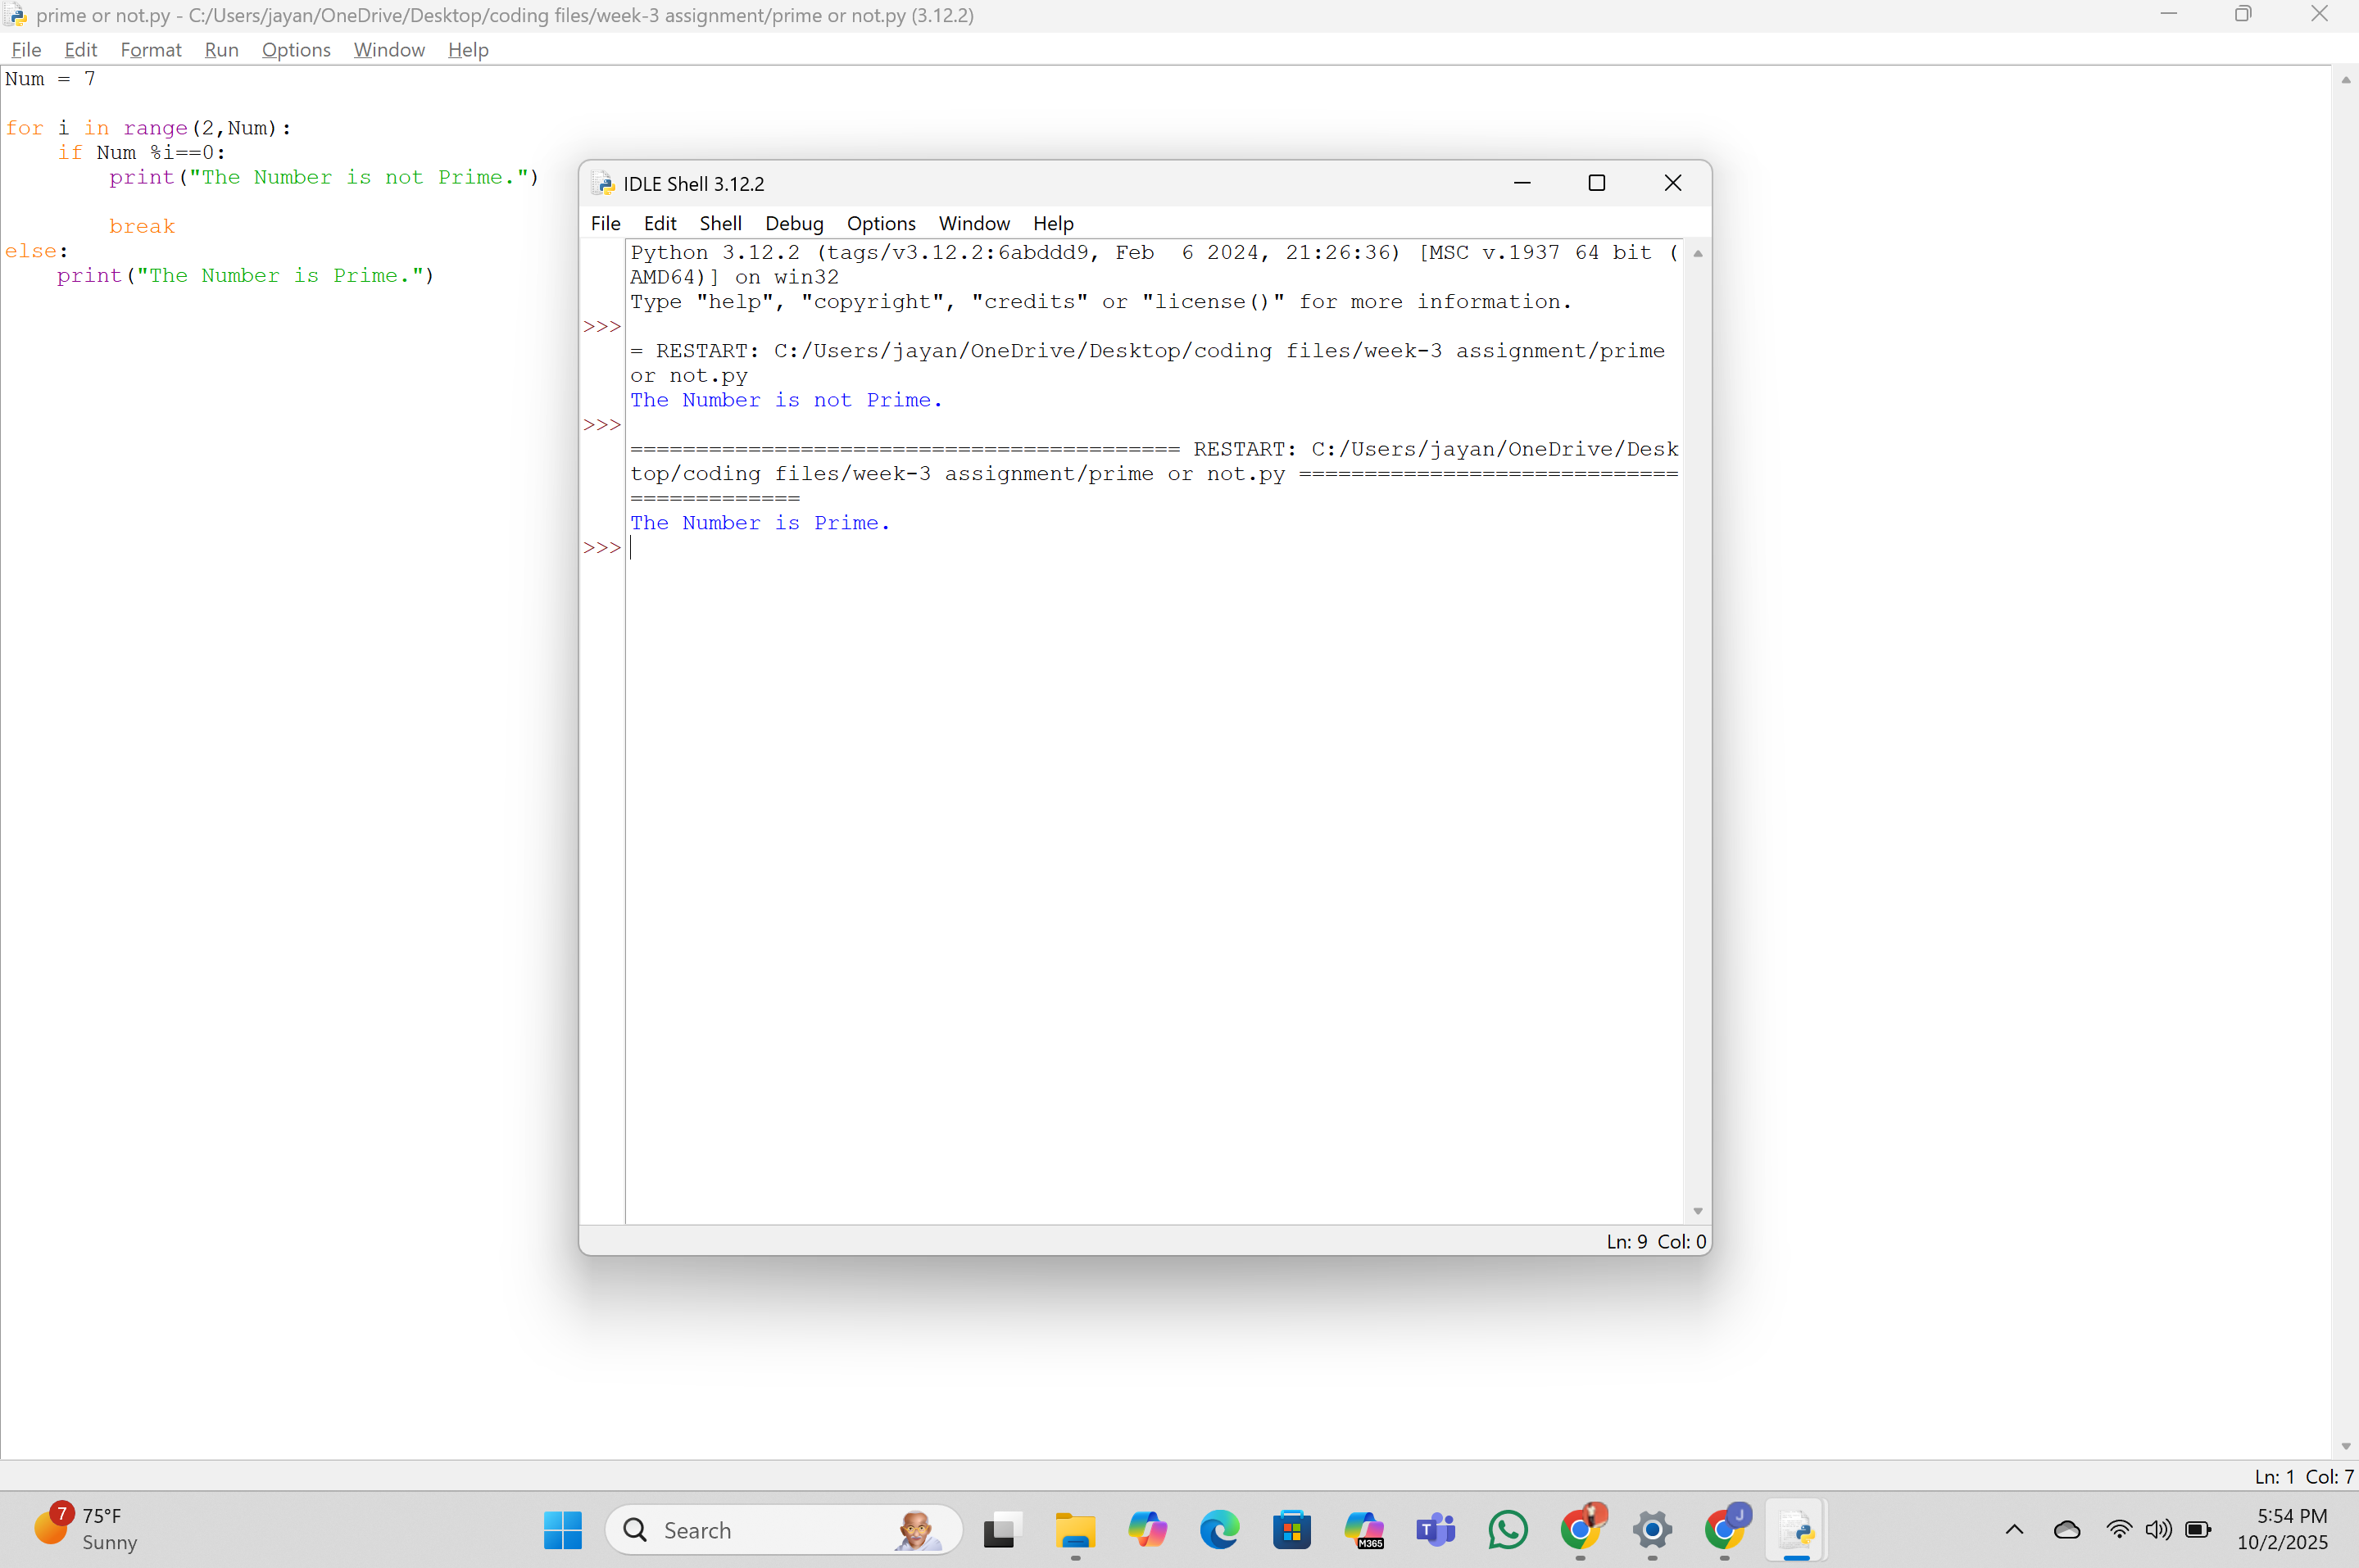 prime or not.py - C:/Users/jayan/OneDrive/Desktop/coding files/week-3 assignment/prime or not.py (3.12.2)
File Edit Format Run Options Window Help
Num = 7
for i in range(2,Num):
    if Num %i==0:
        print("The Number is not Prime.")
        break
else:
    print("The Number is Prime.")
IDLE Shell 3.12.2
File Edit Shell Debug Options Window Help
Python 3.12.2 (tags/v3.12.2:6abddd9, Feb  6 2024, 21:26:36) [MSC v.1937 64 bit (
AMD64)] on win32
Type "help", "copyright", "credits" or "license()" for more information.
>>>
= RESTART: C:/Users/jayan/OneDrive/Desktop/coding files/week-3 assignment/prime
or not.py
The Number is not Prime.
>>>
========================================== RESTART: C:/Users/jayan/OneDrive/Desk
top/coding files/week-3 assignment/prime or not.py =============================
=============
The Number is Prime.
>>>
Ln: 9 Col: 0
Ln: 1 Col: 7
7
75°F
Sunny
Search
M365
T
J
5:54 PM
10/2/2025